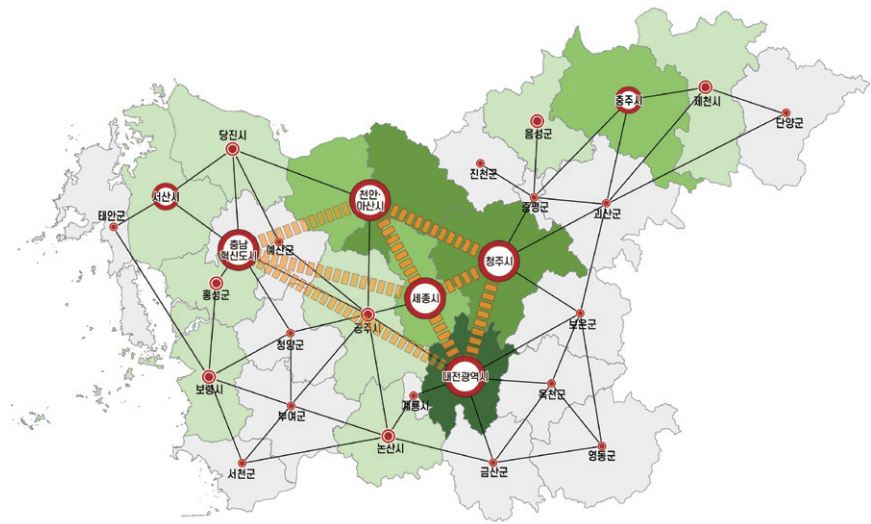 충주시
제천시
단양군
음성군
당진시
진천군
천안·
아산시
서산시
증평군
괴산군
태안군
충남
혁신도시
예산군
청주시
홍성군
세종시
공주시
보은군
청양군
보령시
대전광역시
옥천군
계룡시
부여군
논산시
영동군
서천군
금산군